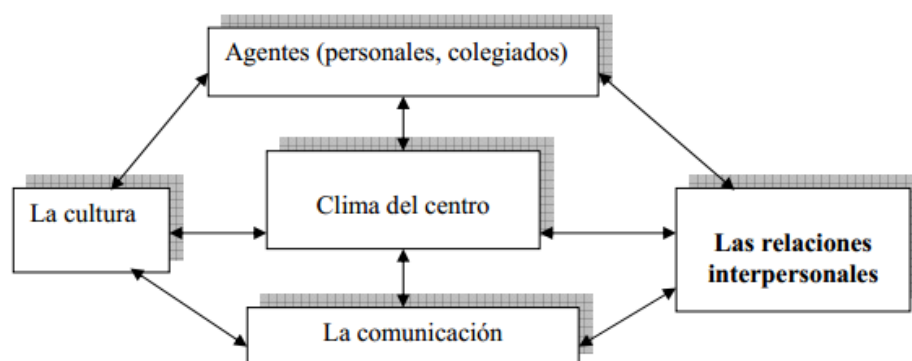 Agentes (personales, colegiados)
La cultura
Clima del centro
Las relaciones
interpersonales
La comunicación